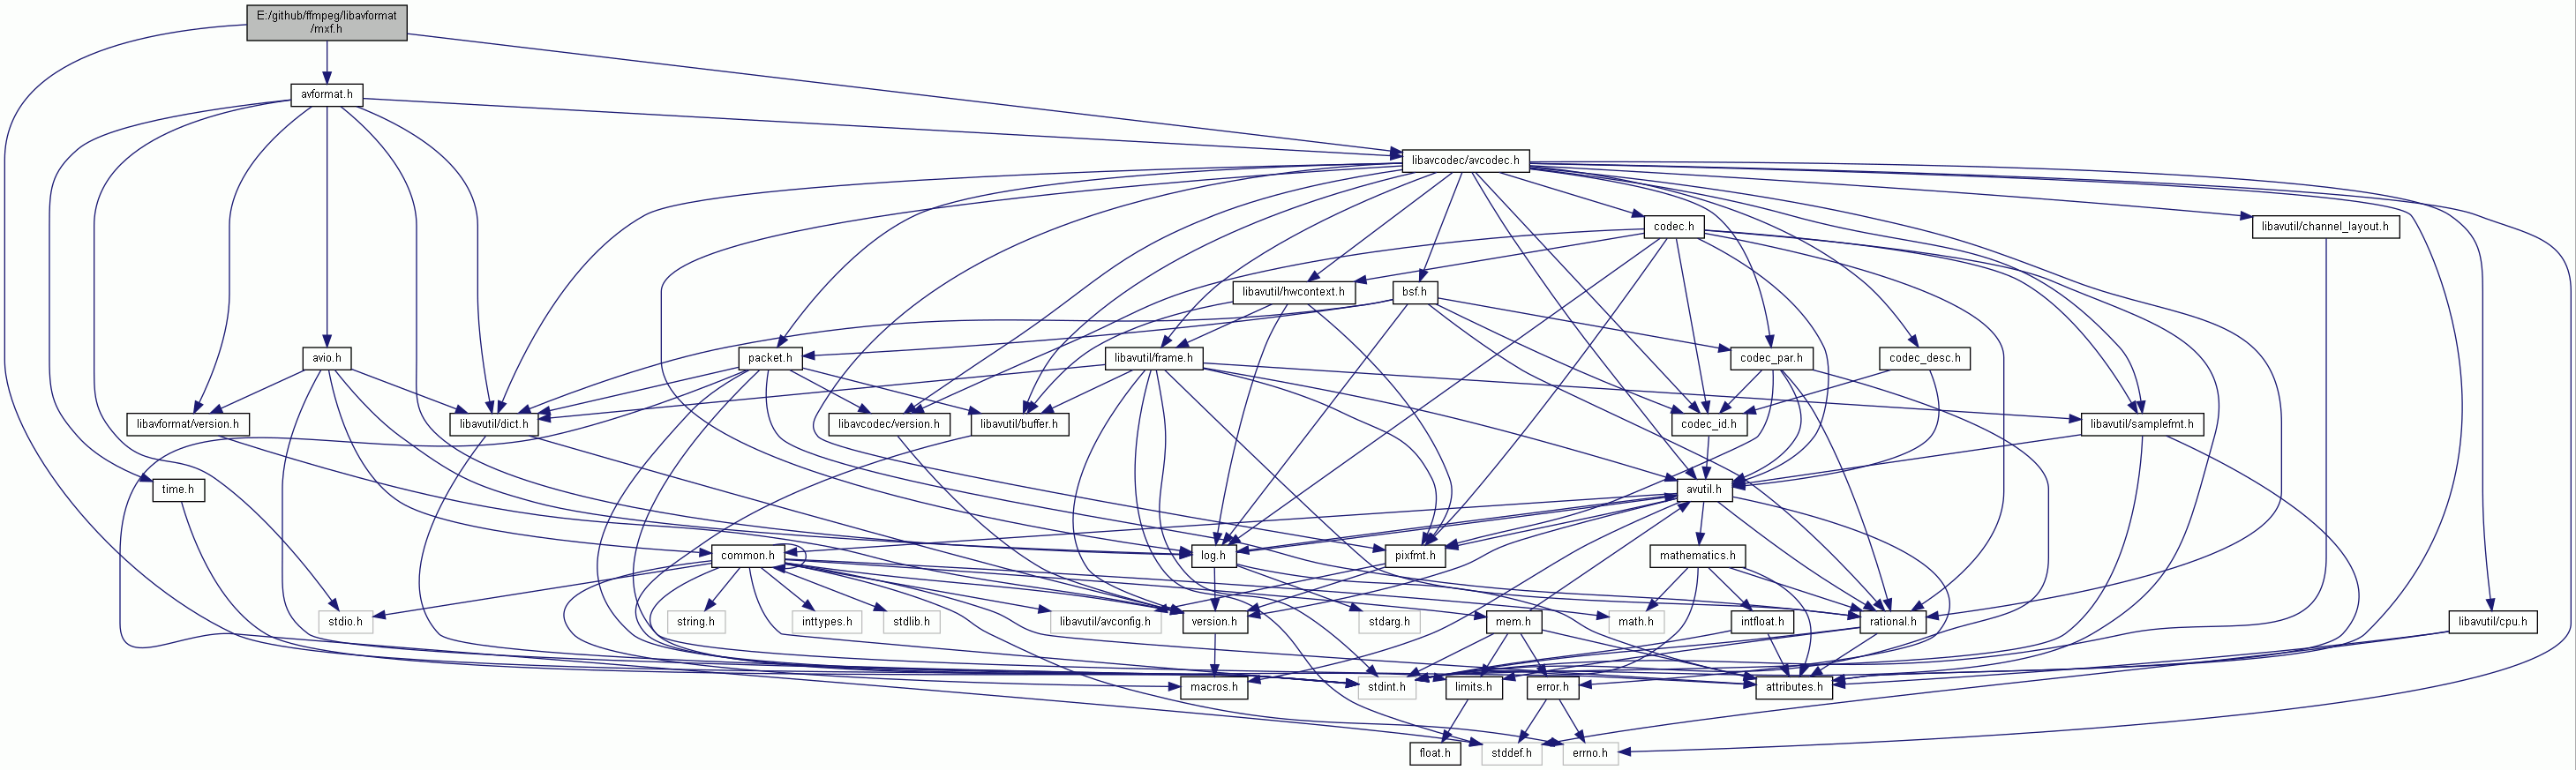 E:/github/ffmpeg/libavformat
/mxf.h
avformat.h
libavcodec/avcodec.h
codec.h
libavutil/channel_layout.h
libavutil/hwcontext.h
bsf.h
avio.h
packet.h
libavutil/frame.h
codec_par.h
codec_desc.h
libavformat/version.h
libavutil/dict.h
libavcodec/version.h
libavutil/buffer.h
codec_id.h
libavutil/samplefmt.h
time.h
avutil.h
common.h
log.h
pixfmt.h
mathematics.h
stdio.h
string.h
inttypes.h
stdlib.h
libavutil/avconfig.h
version.h
stdarg.h
mem.h
math.h
intfloat.h
rational.h
libavutil/cpu.h
macros.h
stdint.h
limits.h
error.h
attributes.h
float.h
stddef.h
errno.h